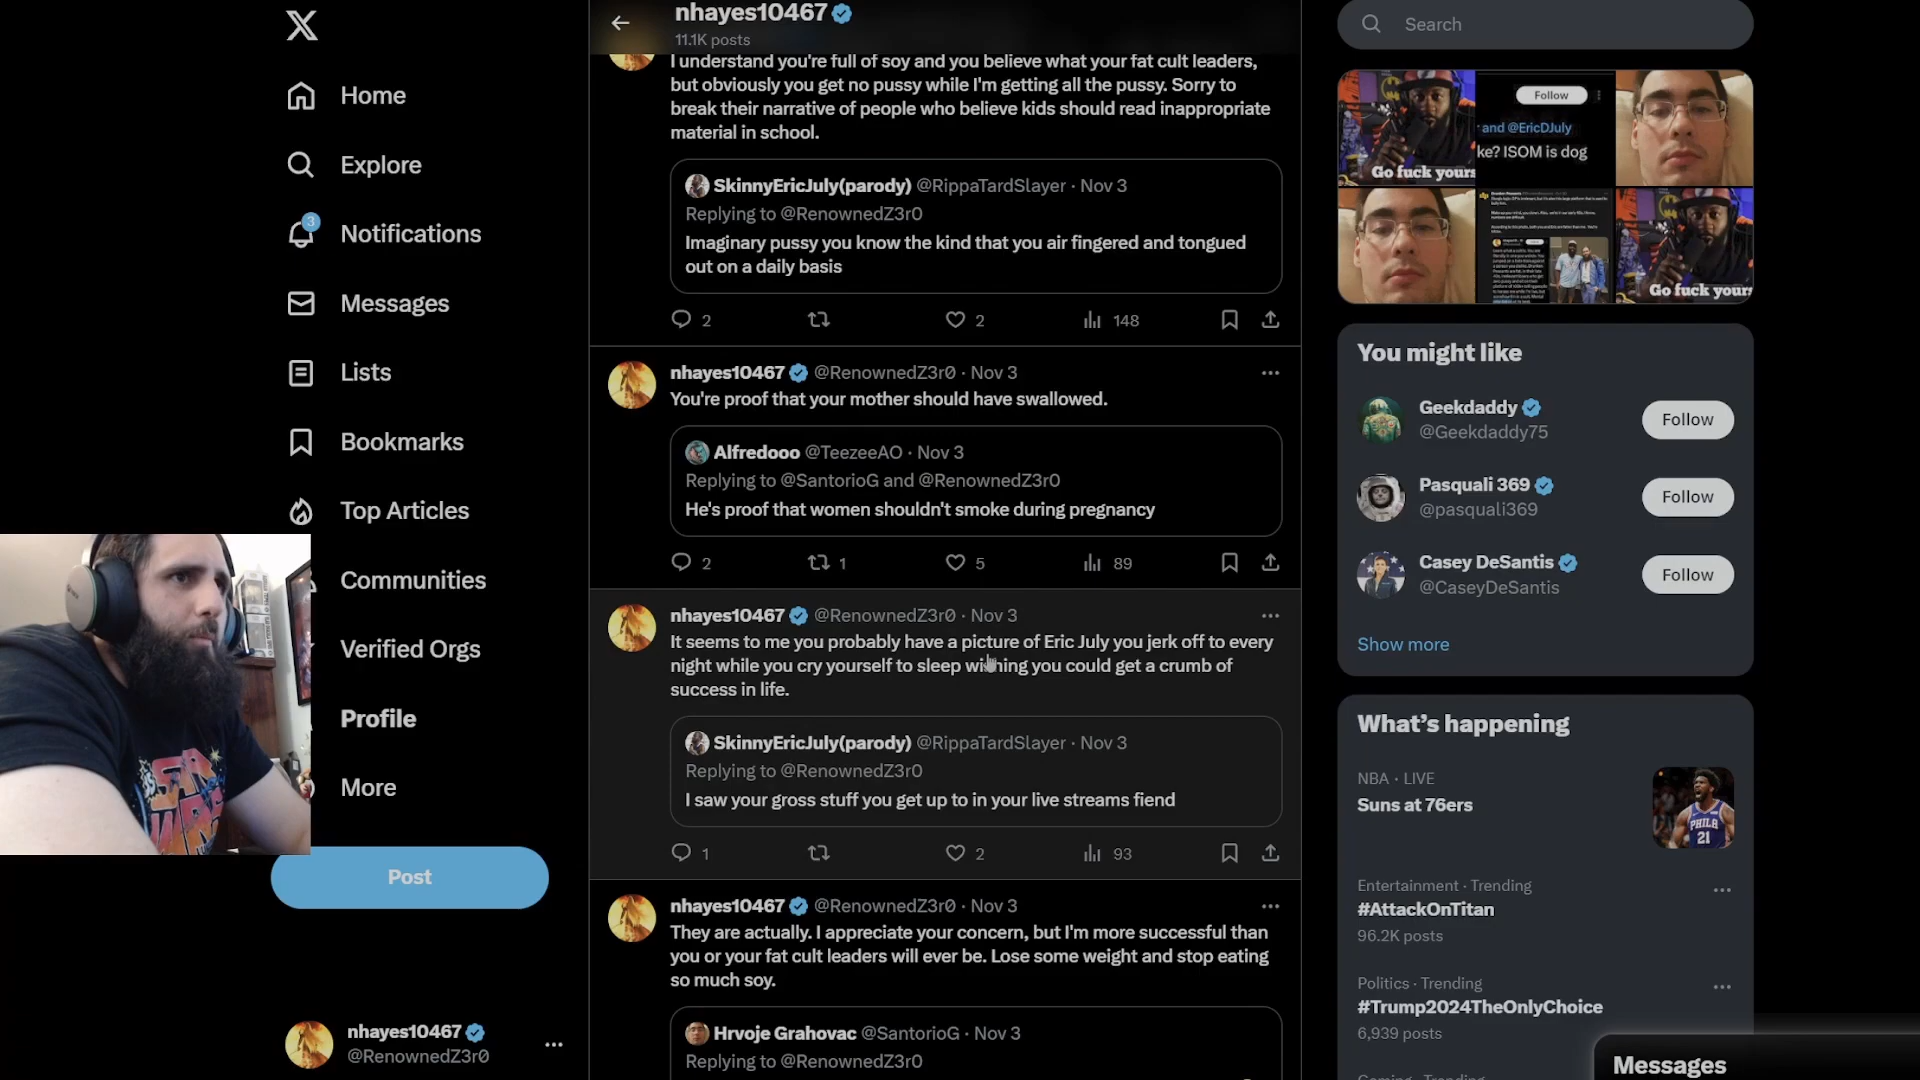 Home
Explore
3
Notifications
Messages
Lists
Bookmarks
Top Articles
Communities
Verified Orgs
Profile
More
Post
nhayes10467
@RenownedZ3r0
nhayes10467
11.1K posts
I understand you're full of soy and you believe what your fat cult leaders,
but obviously you get no pussy while I'm getting all the pussy. Sorry to
break their narrative of people who believe kids should read inappropriate
material in school.
SkinnyEricJuly(parody) @RippaTardSlayer · Nov 3
Replying to @RenownedZ3r0
Imaginary pussy you know the kind that you air fingered and tongued
out on a daily basis
2 2 148
nhayes10467 @RenownedZ3r0 · Nov 3
You're proof that your mother should have swallowed.
Alfredooo @TeezeeAO · Nov 3
Replying to @SantorioG and @RenownedZ3r0
He's proof that women shouldn't smoke during pregnancy
2 1 5 89
nhayes10467 @RenownedZ3r0 · Nov 3
It seems to me you probably have a picture of Eric July you jerk off to every
night while you cry yourself to sleep wishing you could get a crumb of
success in life.
SkinnyEricJuly(parody) @RippaTardSlayer · Nov 3
Replying to @RenownedZ3r0
I saw your gross stuff you get up to in your live streams fiend
1 2 93
nhayes10467 @RenownedZ3r0 · Nov 3
They are actually. I appreciate your concern, but I'm more successful than
you or your fat cult leaders will ever be. Lose some weight and stop eating
so much soy.
Hrvoje Grahovac @SantorioG · Nov 3
Replying to @RenownedZ3r0
Search
Follow
and @EricDJuly
ke? ISOM is dog
Go fuck yours
Go fuck yours
You might like
Geekdaddy
@Geekdaddy75
Follow
Pasquali 369
@pasquali369
Follow
Casey DeSantis
@CaseyDeSantis
Follow
Show more
What's happening
NBA · LIVE
Suns at 76ers
PHILA
21
Entertainment · Trending
#AttackOnTitan
96.2K posts
Politics · Trending
#Trump2024TheOnlyChoice
6,939 posts
Messages